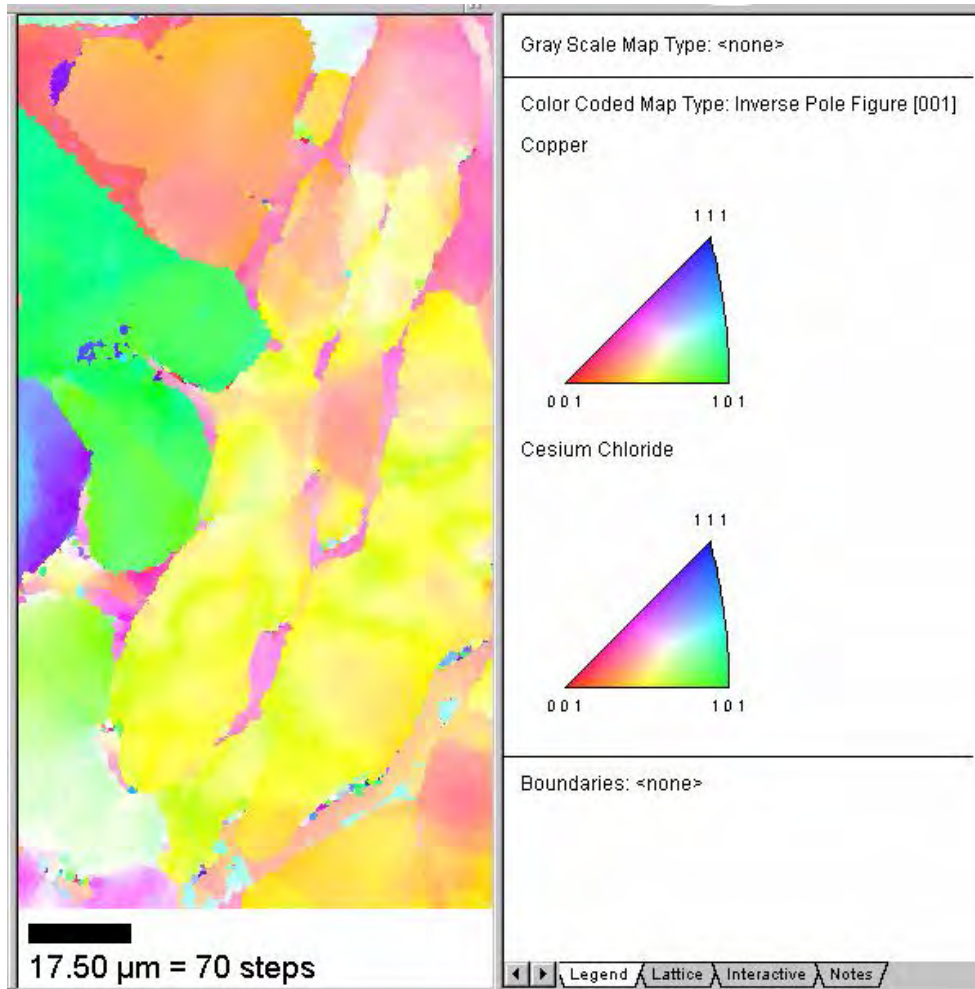 Gray Scale Map Type: <none>
Color Coded Map Type: Inverse Pole Figure [001]
Copper
1 1 1
0 0 1
1 0 1
Cesium Chloride
1 1 1
0 0 1
1 0 1
Boundaries: <none>
17.50 µm = 70 steps
Legend
Lattice
Interactive
Notes